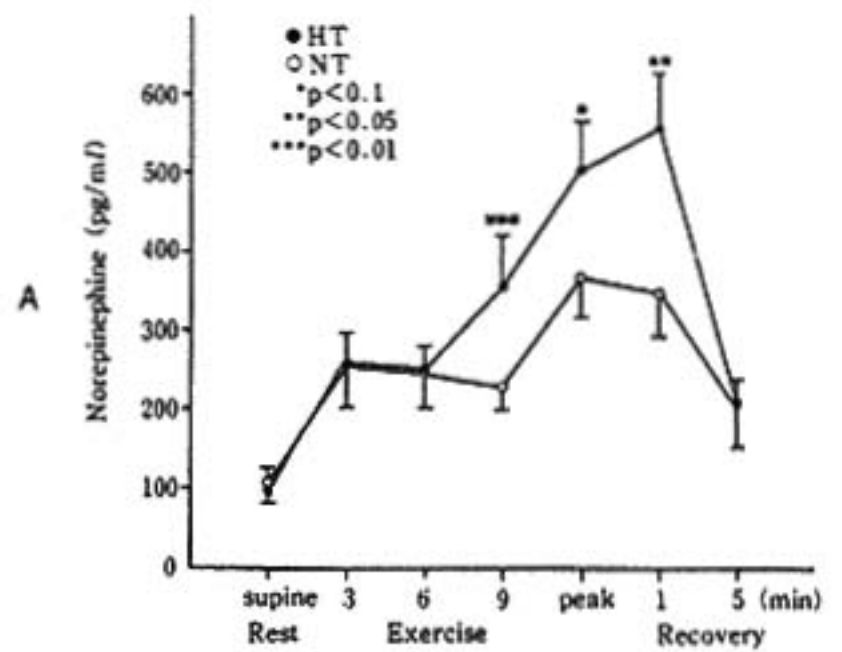 ● HT
○ NT
*p<0.1
**p<0.05
***p<0.01
Norepinephine (pg/ml)
A
600
500
400
300
200
100
0
***
*
**
supine 3 6 9 peak 1 5 (min)
Rest Exercise Recovery